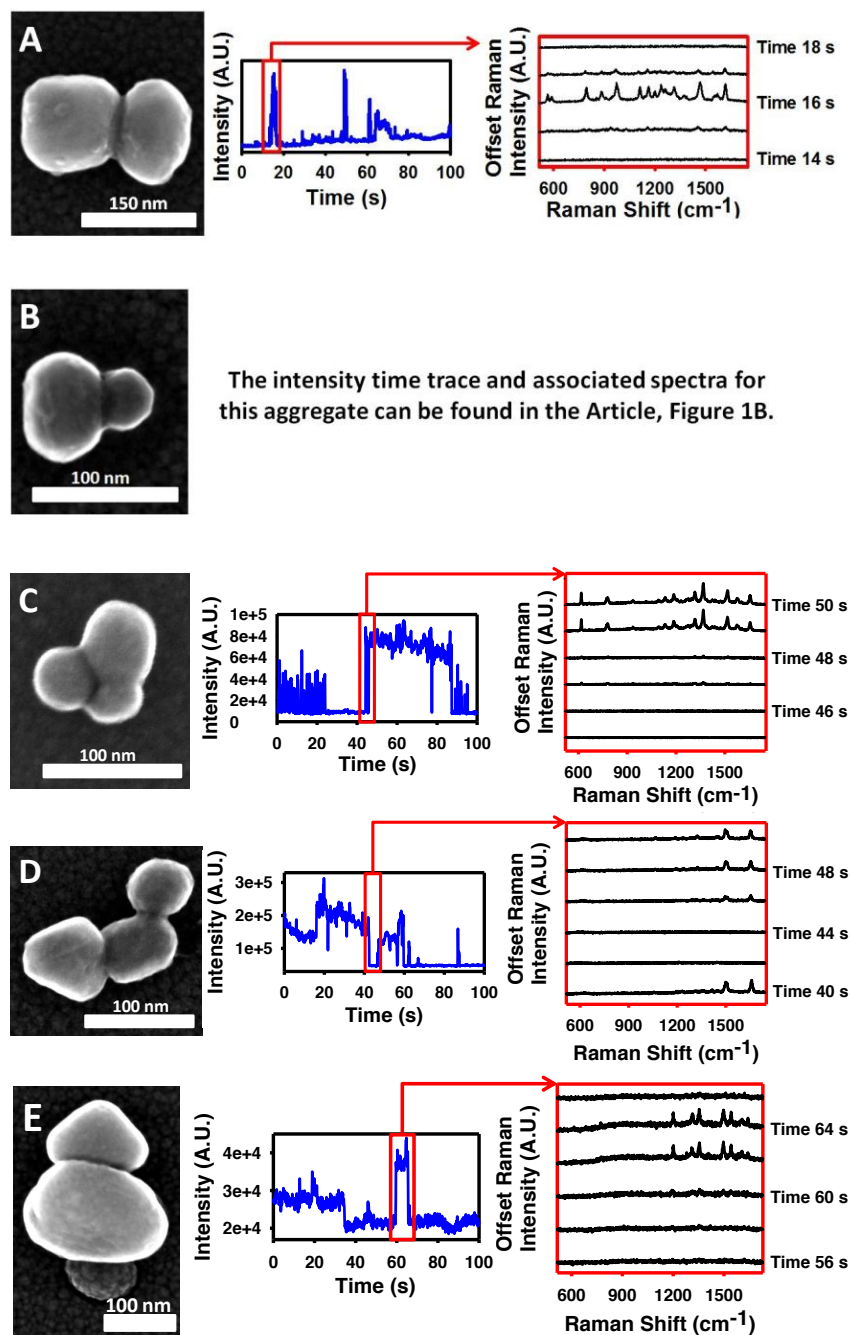 A
150 nm
Intensity (A.U.)
0 20 40 60 80 100
Time (s)
Offset Raman
Intensity (A.U.)
Time 18 s
Time 16 s
Time 14 s
600 900 1200 1500
Raman Shift (cm-1)
B
100 nm
The intensity time trace and associated spectra for
this aggregate can be found in the Article, Figure 1B.
C
100 nm
Intensity (A.U.)
1e+5
8e+4
6e+4
4e+4
2e+4
0
0 20 40 60 80 100
Time (s)
Offset Raman
Intensity (A.U.)
Time 50 s
Time 48 s
Time 46 s
600 900 1200 1500
Raman Shift (cm-1)
D
100 nm
Intensity (A.U.)
3e+5
2e+5
1e+5
0 20 40 60 80 100
Time (s)
Offset Raman
Intensity (A.U.)
Time 48 s
Time 44 s
Time 40 s
600 900 1200 1500
Raman Shift (cm-1)
E
100 nm
Intensity (A.U.)
4e+4
3e+4
2e+4
0 20 40 60 80 100
Time (s)
Offset Raman
Intensity (A.U.)
Time 64 s
Time 60 s
Time 56 s
600 900 1200 1500
Raman Shift (cm-1)